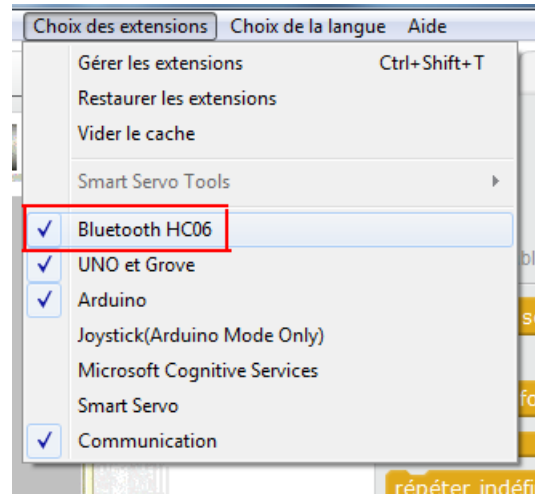 Choix des extensions Choix de la langue Aide
Gérer les extensions Ctrl+Shift+T
Restaurer les extensions
Vider le cache
Smart Servo Tools
Bluetooth HC06
UNO et Grove
Arduino
Joystick(Arduino Mode Only)
Microsoft Cognitive Services
Smart Servo
Communication
répéter indéfi